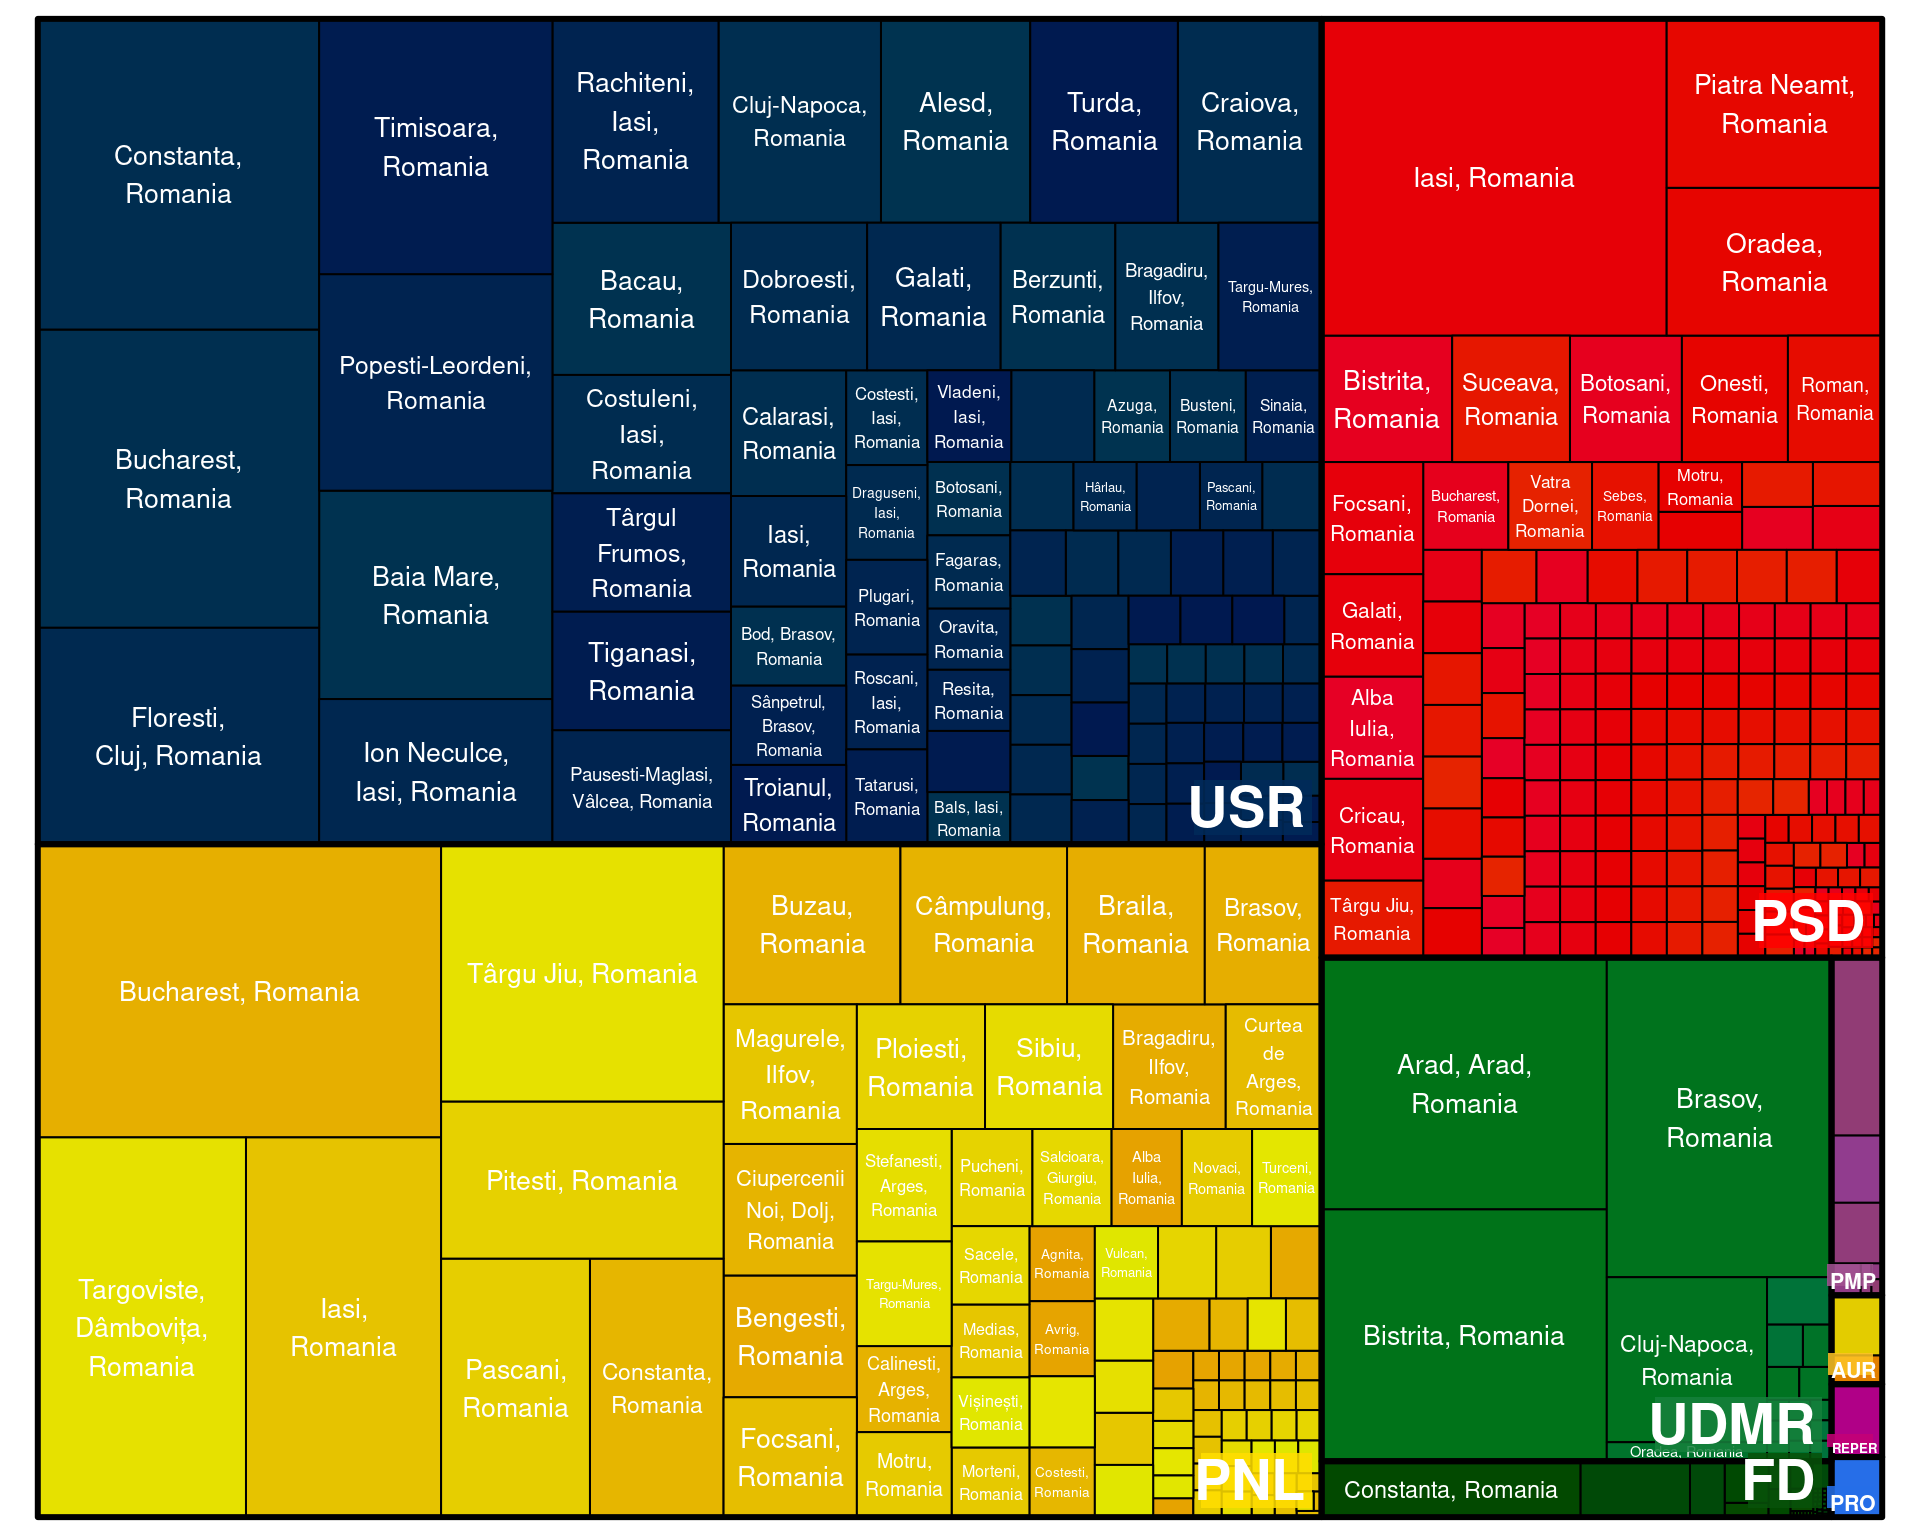 Constanta,
Romania
Bucharest,
Romania
Floresti,
Cluj, Romania
Timisoara,
Romania
Popesti-Leordeni,
Romania
Baia Mare,
Romania
Ion Neculce,
Iasi, Romania
Rachiteni,
Iasi,
Romania
Cluj-Napoca,
Romania
Alesd,
Romania
Turda,
Romania
Craiova,
Romania
Bacau,
Romania
Costuleni,
Iasi,
Romania
Târgul
Frumos,
Romania
Tiganasi,
Romania
Pausesti-Maglasi,
Vâlcea, Romania
Dobroesti,
Romania
Galati,
Romania
Berzunti,
Romania
Bragadiru,
Ilfov,
Romania
Targu-Mures,
Romania
Calarasi,
Romania
Iasi,
Romania
Bod, Brasov,
Romania
Sânpetrul,
Brasov,
Romania
Troianul,
Romania
Costesti,
Iasi,
Romania
Draguseni,
Iasi,
Romania
Plugari,
Romania
Roscani,
Iasi,
Romania
Tatarusi,
Romania
Vladeni,
Iasi,
Romania
Botosani,
Romania
Fagaras,
Romania
Oravita,
Romania
Resita,
Romania
Bals, Iasi,
Romania
Azuga,
Romania
Busteni,
Romania
Sinaia,
Romania
Hârlau,
Romania
Pascani,
Romania
USR
Iasi, Romania
Piatra Neamt,
Romania
Oradea,
Romania
Bistrita,
Romania
Suceava,
Romania
Botosani,
Romania
Onesti,
Romania
Roman,
Romania
Focsani,
Romania
Galati,
Romania
Alba
Iulia,
Romania
Cricau,
Romania
Târgu Jiu,
Romania
Bucharest,
Romania
Vatra
Dornei,
Romania
Sebes,
Romania
Motru,
Romania
PSD
Bucharest, Romania
Targoviste,
Dâmbovița,
Romania
Iasi,
Romania
Târgu Jiu, Romania
Pitesti, Romania
Pascani,
Romania
Constanta,
Romania
Buzau,
Romania
Câmpulung,
Romania
Braila,
Romania
Brasov,
Romania
Magurele,
Ilfov,
Romania
Ciupercenii
Noi, Dolj,
Romania
Bengesti,
Romania
Focsani,
Romania
Ploiesti,
Romania
Sibiu,
Romania
Bragadiru,
Ilfov,
Romania
Curtea
de
Arges,
Romania
Stefanesti,
Arges,
Romania
Targu-Mures,
Romania
Calinesti,
Arges,
Romania
Motru,
Romania
Pucheni,
Romania
Salcioara,
Giurgiu,
Romania
Alba
Iulia,
Romania
Novaci,
Romania
Turceni,
Romania
Sacele,
Romania
Medias,
Romania
Vișinești,
Romania
Morteni,
Romania
Agnita,
Romania
Avrig,
Romania
Costesti,
Romania
Vulcan,
Romania
PNL
Arad, Arad,
Romania
Bistrita, Romania
Brasov,
Romania
Cluj-Napoca,
Romania
Oradea, Romania
UDMR
Constanta, Romania
FD
PMP
AUR
REPER
PRO